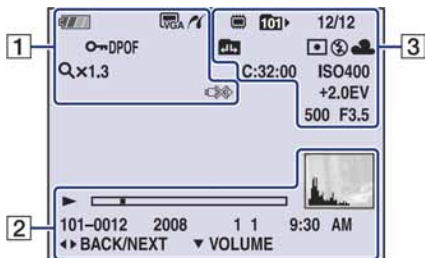 1
VGA
101
12/12
3
DPOF
×1.3
C:32:00
ISO400
+2.0EV
500 F3.5
2
101–0012 2008 1 1 9:30 AM
BACK/NEXT VOLUME